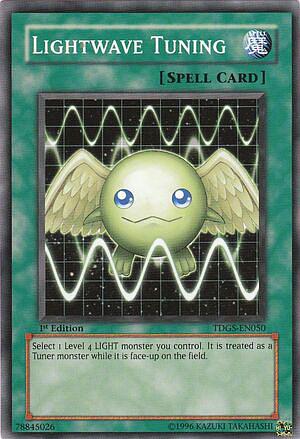 LIGHTWAVE TUNING
魔
[SPELL CARD]
1st Edition
TDGS-EN050
Select 1 Level 4 LIGHT monster you control. It is treated as a
Tuner monster while it is face-up on the field.
78845026
©1996 KAZUKI TAKAHASHI